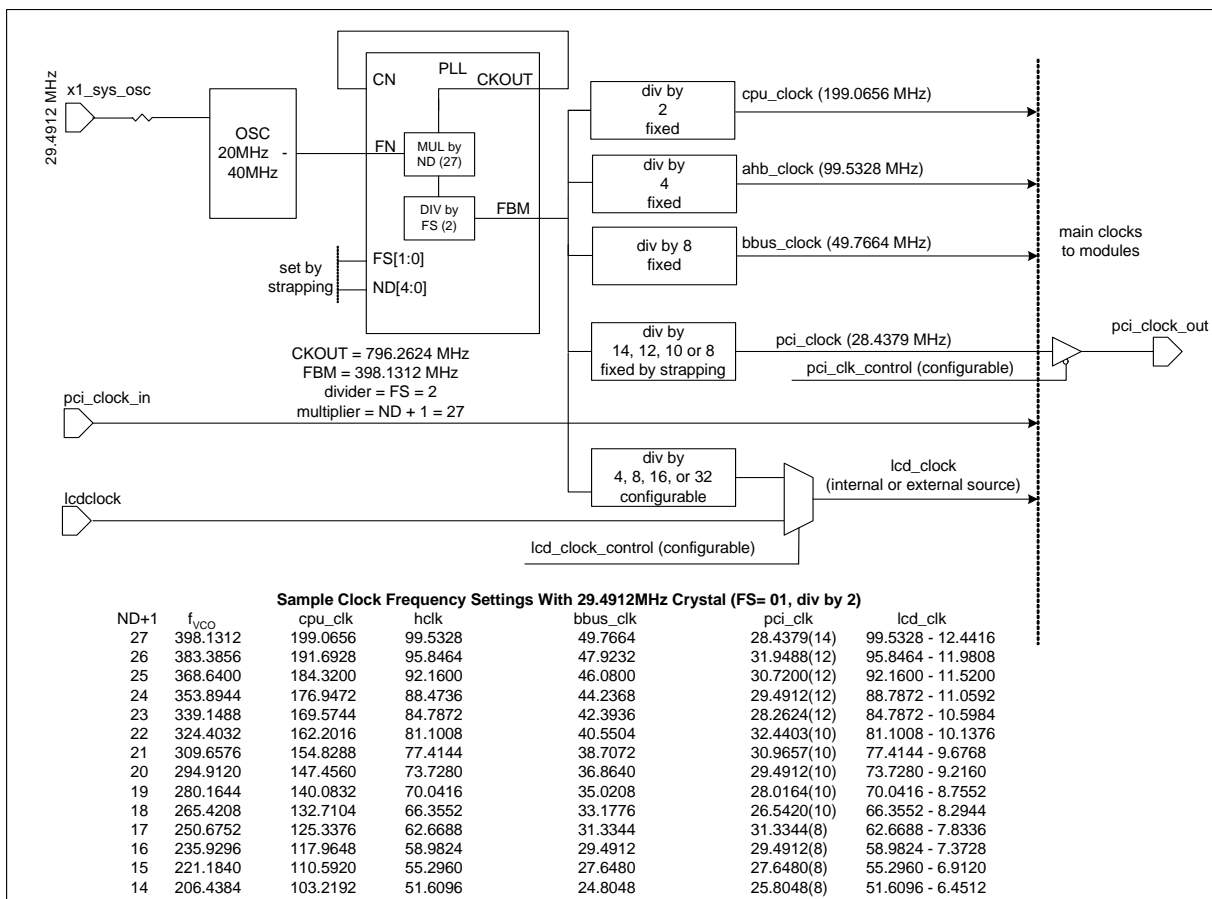 29.4912 MHz
x1_sys_osc
OSC
20MHz -
40MHz
PLL
CN
CKOUT
FN
MUL by
ND (27)
DIV by
FS (2)
FBM
FS[1:0]
ND[4:0]
set by
strapping
CKOUT = 796.2624 MHz
FBM = 398.1312 MHz
divider = FS = 2
multiplier = ND + 1 = 27
div by
2
fixed
cpu_clock (199.0656 MHz)
div by
4
fixed
ahb_clock (99.5328 MHz)
div by 8
fixed
bbus_clock (49.7664 MHz)
main clocks
to modules
div by
14, 12, 10 or 8
fixed by strapping
pci_clock (28.4379 MHz)
pci_clk_control (configurable)
pci_clock_out
pci_clock_in
div by
4, 8, 16, or 32
configurable
lcd_clock
(internal or external source)
lcdclock
lcd_clock_control (configurable)
Sample Clock Frequency Settings With 29.4912MHz Crystal (FS= 01, div by 2)
ND+1 fVCO cpu_clk hclk bbus_clk pci_clk lcd_clk
27 398.1312 199.0656 99.5328 49.7664 28.4379(14) 99.5328 - 12.4416
26 383.3856 191.6928 95.8464 47.9232 31.9488(12) 95.8464 - 11.9808
25 368.6400 184.3200 92.1600 46.0800 30.7200(12) 92.1600 - 11.5200
24 353.8944 176.9472 88.4736 44.2368 29.4912(12) 88.7872 - 11.0592
23 339.1488 169.5744 84.7872 42.3936 28.2624(12) 84.7872 - 10.5984
22 324.4032 162.2016 81.1008 40.5504 32.4403(10) 81.1008 - 10.1376
21 309.6576 154.8288 77.4144 38.7072 30.9657(10) 77.4144 - 9.6768
20 294.9120 147.4560 73.7280 36.8640 29.4912(10) 73.7280 - 9.2160
19 280.1644 140.0832 70.0416 35.0208 28.0164(10) 70.0416 - 8.7552
18 265.4208 132.7104 66.3552 33.1776 26.5420(10) 66.3552 - 8.2944
17 250.6752 125.3376 62.6688 31.3344 31.3344(8) 62.6688 - 7.8336
16 235.9296 117.9648 58.9824 29.4912 29.4912(8) 58.9824 - 7.3728
15 221.1840 110.5920 55.2960 27.6480 27.6480(8) 55.2960 - 6.9120
14 206.4384 103.2192 51.6096 24.8048 25.8048(8) 51.6096 - 6.4512